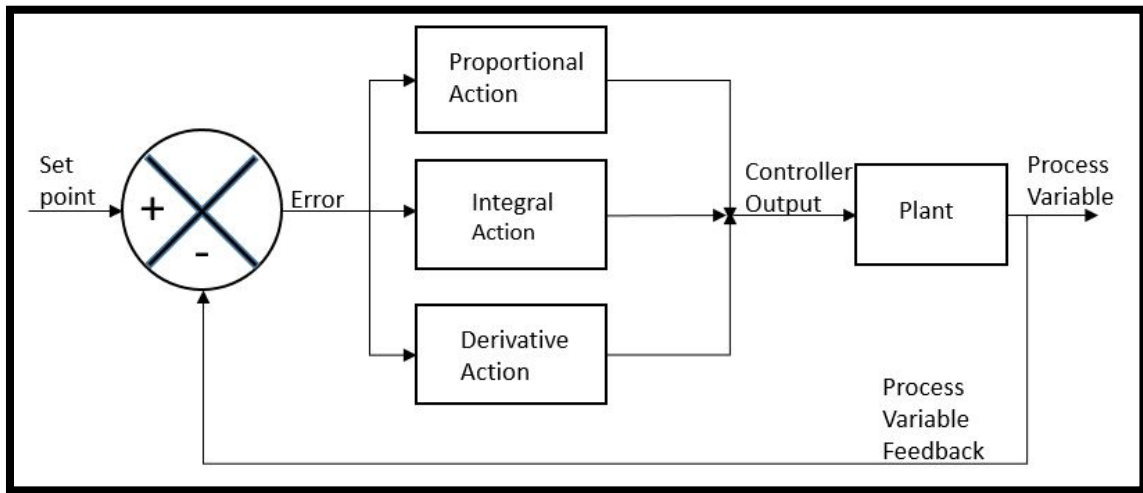 Proportional
Action
Set
point
+
-
Error
Integral
Action
Derivative
Action
Controller
Output
Plant
Process
Variable
Process
Variable
Feedback